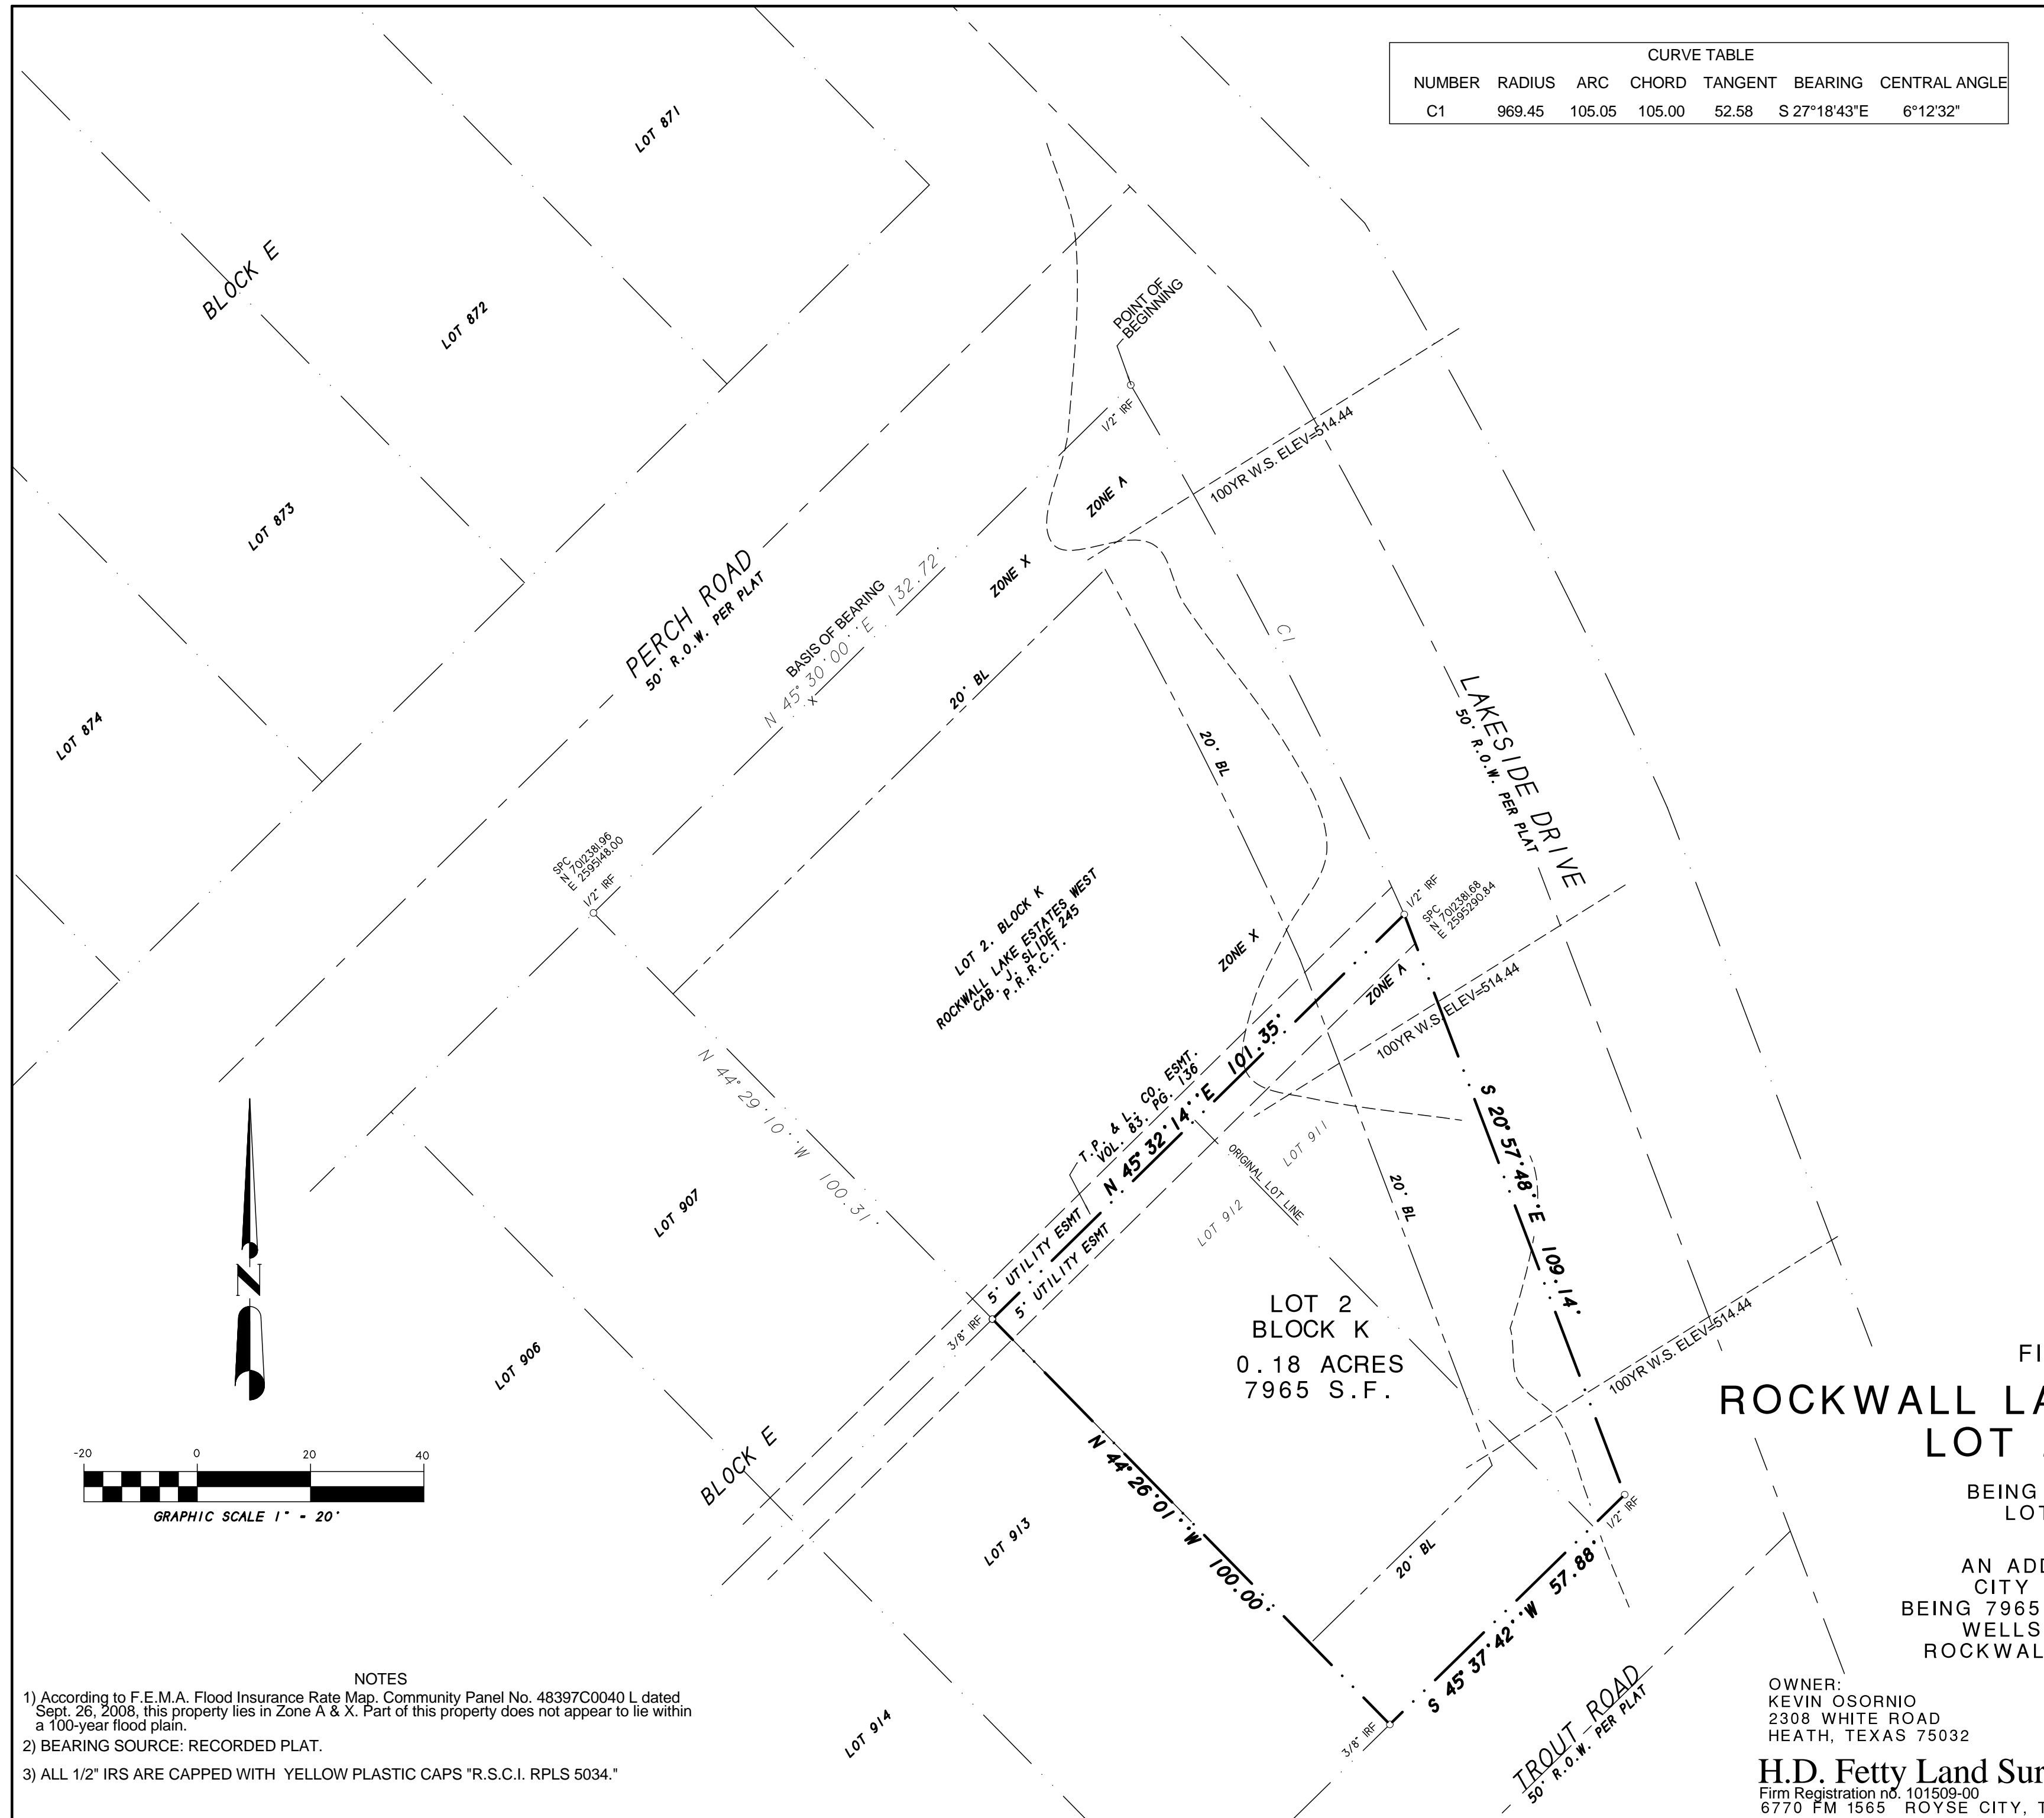 CURVE TABLE
NUMBER RADIUS ARC CHORD TANGENT BEARING CENTRAL ANGLE
C1 969.45 105.05 105.00 52.58 S 27°18'43"E 6°12'32"
LOT 871
BLOCK E
LOT 872
POINT OF
BEGINNING
1/2" IRF
100YR W.S. ELEV=514.44
ZONE A
LOT 873
ZONE X
PERCH ROAD
50' R.O.W. PER PLAT
BASIS OF BEARING
N 45°30'00''E 132.72'
X
C1
20' BL
LOT 874
20' BL
LAKESIDE DRIVE
50' R.O.W. PER PLAT
SPC
N 7012381.96
E 2595148.00
1/2" IRF
LOT 2, BLOCK K
ROCKWALL LAKE ESTATES WEST
CAB. J, SLIDE 245
P.R.R.C.T.
1/2" IRF
SPC
N 7012381.68
E 2595290.84
ZONE X
ZONE A
100YR W.S. ELEV=514.44
N 44°29'10''W 100.31'
T.P. & L. CO. ESMT.
VOL. 83, PG. 136
N 45°32'14''E 101.35'
S 20°57'48''E 109.14'
ORIGINAL LOT LINE
LOT 911
LOT 912
20' BL
LOT 907
5' UTILITY ESMT
5' UTILITY ESMT
N
3/8" IRF
LOT 906
LOT 2
BLOCK K
0.18 ACRES
7965 S.F.
100YR W.S. ELEV=514.44
FI
ROCKWALL LA
LOT
BLOCK E
N 44°26'01''W 100.00'
-20 0 20 40
GRAPHIC SCALE 1" = 20'
BEING
LOT
1/2" IRF
LOT 913
20' BL
S 45°37'42''W 57.88'
AN ADD
CITY
BEING 7965
WELLS
ROCKWAL
3/8" IRF
LOT 914
TROUT ROAD
50' R.O.W. PER PLAT
NOTES
1) According to F.E.M.A. Flood Insurance Rate Map. Community Panel No. 48397C0040 L dated
Sept. 26, 2008, this property lies in Zone A & X. Part of this property does not appear to lie within
a 100-year flood plain.
2) BEARING SOURCE: RECORDED PLAT.
3) ALL 1/2" IRS ARE CAPPED WITH YELLOW PLASTIC CAPS "R.S.C.I. RPLS 5034."
OWNER:
KEVIN OSORNIO
2308 WHITE ROAD
HEATH, TEXAS 75032
H.D. Fetty Land Sur
Firm Registration no. 101509-00
6770 FM 1565 ROYSE CITY, T